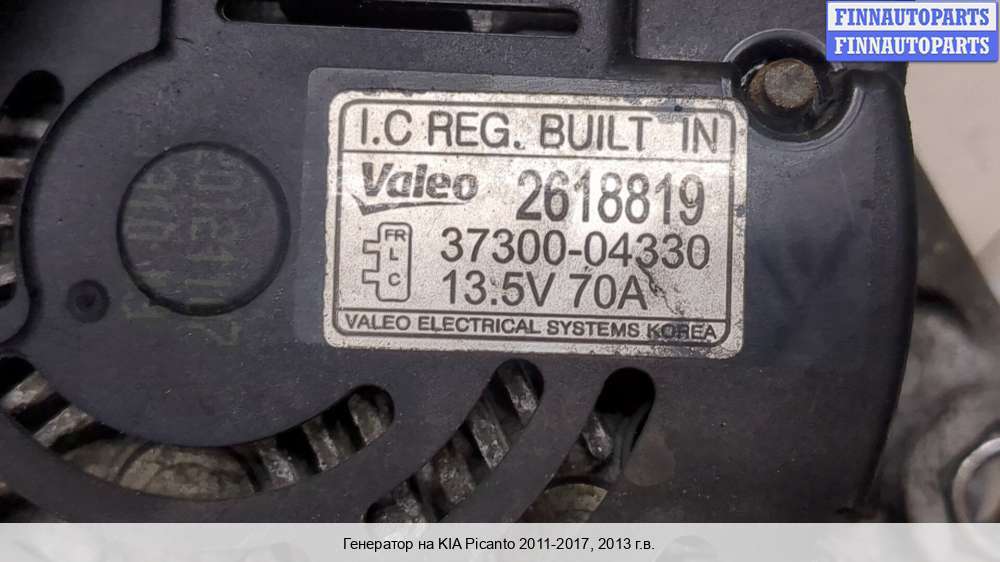 FINNAUTOPARTS
FINNAUTOPARTS
I.C REG. BUILT IN
Valeo 2618819
FR
L
C
37300-04330
13.5V 70A
VALEO ELECTRICAL SYSTEMS KOREA
Генератор на KIA Picanto 2011-2017, 2013 г.в.